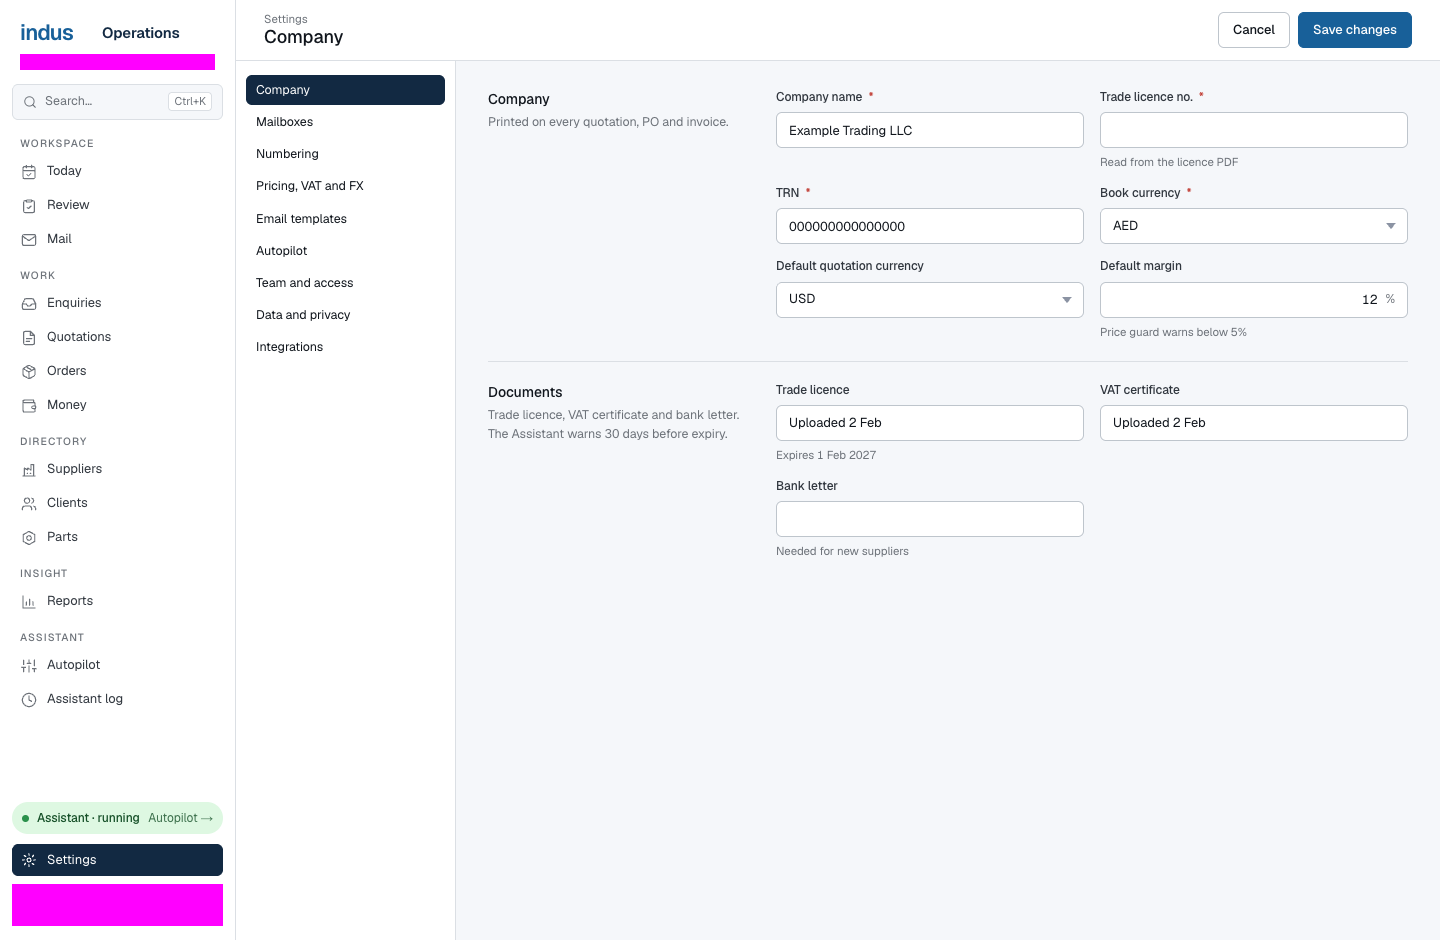 indus Operations
Search... Ctrl+K
WORKSPACE
Today
Review
Mail
WORK
Enquiries
Quotations
Orders
Money
DIRECTORY
Suppliers
Clients
Parts
INSIGHT
Reports
ASSISTANT
Autopilot
Assistant log
Assistant · running Autopilot →
Settings
Settings
Company
Cancel
Save changes
Company
Mailboxes
Numbering
Pricing, VAT and FX
Email templates
Autopilot
Team and access
Data and privacy
Integrations
Company
Printed on every quotation, PO and invoice.
Company name *
Example Trading LLC
Trade licence no. *
Read from the licence PDF
TRN *
000000000000000
Book currency *
AED
Default quotation currency
USD
Default margin
12 %
Price guard warns below 5%
Documents
Trade licence, VAT certificate and bank letter.
The Assistant warns 30 days before expiry.
Trade licence
Uploaded 2 Feb
Expires 1 Feb 2027
VAT certificate
Uploaded 2 Feb
Bank letter
Needed for new suppliers